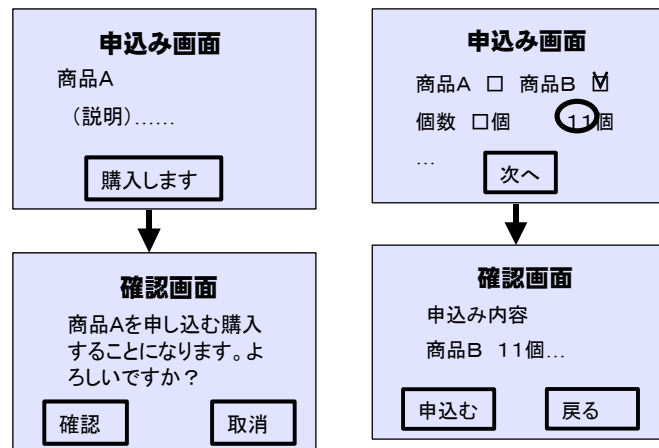 申込み画面
商品A
（説明）……
購入します
確認画面
商品Aを申し込む購入
することになります。よ
ろしいですか？
確認 取消
申込み画面
商品A □ 商品B ☑
個数 □個 11個
…
次へ
確認画面
申込み内容
商品B 11個…
申込む 戻る